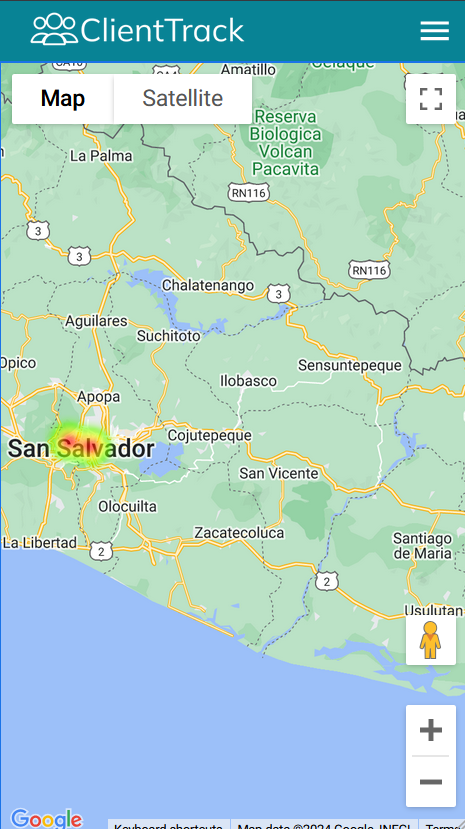 ClientTrack
CA10
CA4
Amatillo
Celaque
Map
Satellite
Reserva
Biologica
Volcan
Pacavita
La Palma
RN116
3
3
RN116
Chalatenango
3
Aguilares
Suchitoto
Opico
Sensuntepeque
Ilobasco
Apopa
Cojutepeque
San Salvador
San Vicente
Olocuilta
Zacatecoluca
Santiago
de Maria
La Libertad
2
2
Usulutan
Google
Keyboard shortcuts
Map data ©2024 Google, INEGI
Terms